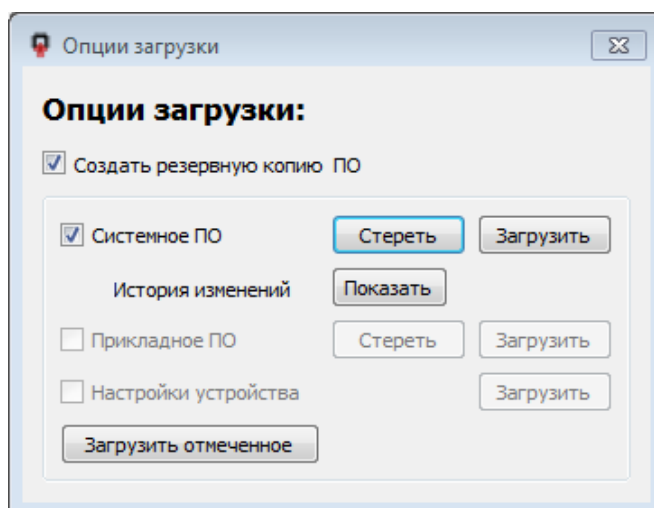 Опции загрузки
Опции загрузки:
Создать резервную копию ПО
Системное ПО Стереть Загрузить
История изменений Показать
Прикладное ПО Стереть Загрузить
Настройки устройства Загрузить
Загрузить отмеченное